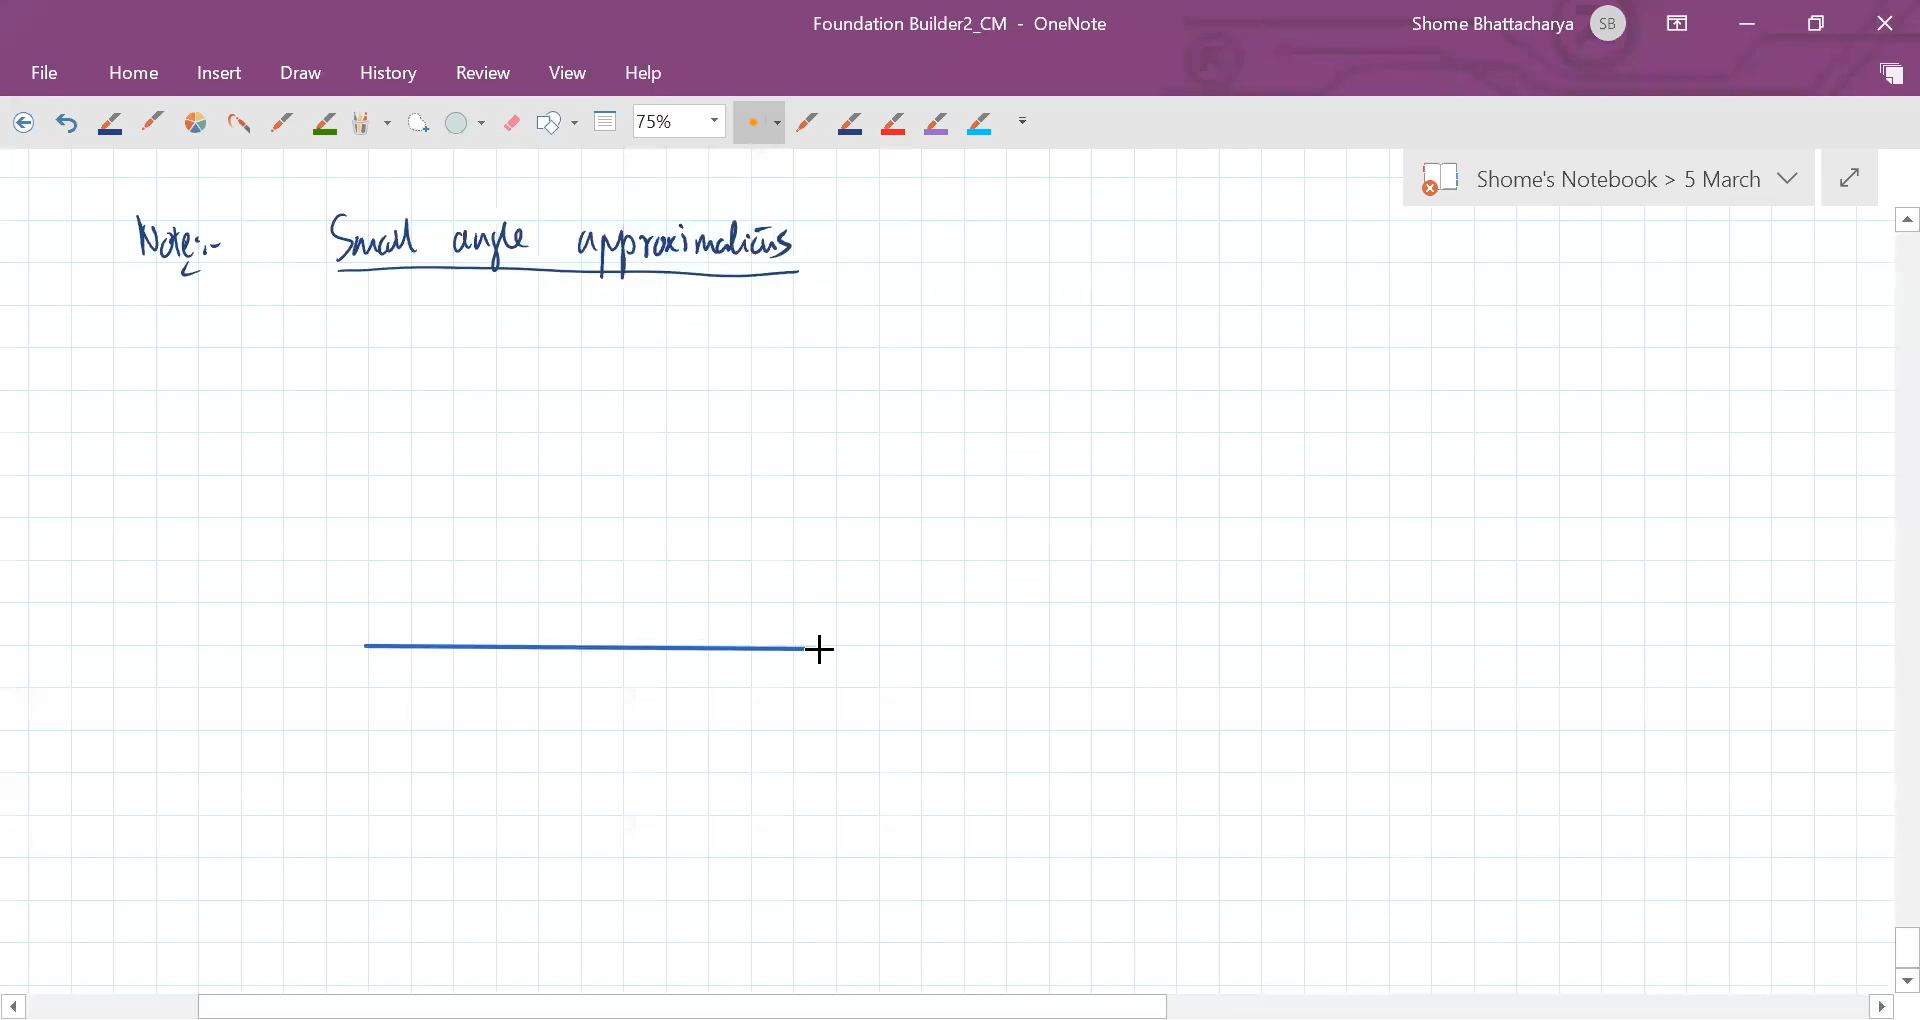 Foundation Builder2_CM - OneNote
Shome Bhattacharya SB
File Home Insert Draw History Review View Help
75%
Shome's Notebook > 5 March
Note:- Small angle approximations